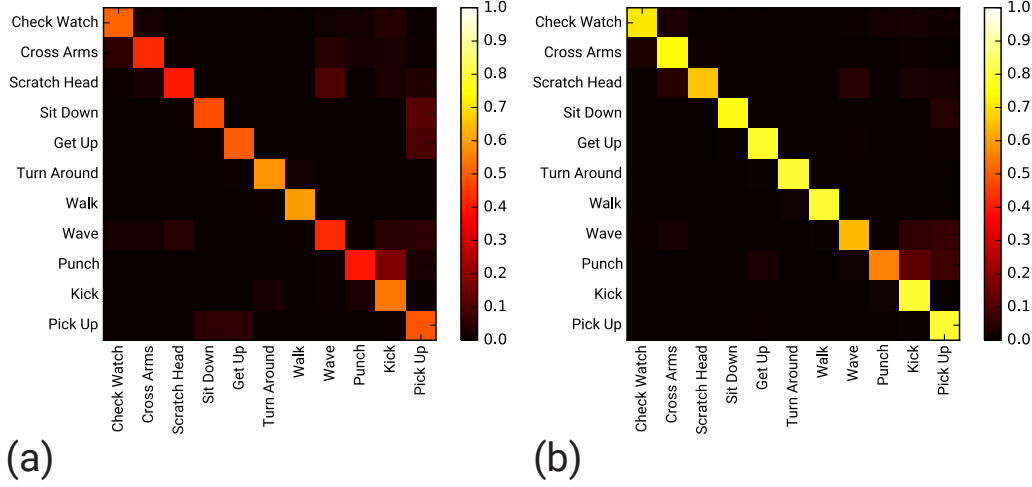 Check Watch
Cross Arms
Scratch Head
Sit Down
Get Up
Turn Around
Walk
Wave
Punch
Kick
Pick Up
Check Watch
Cross Arms
Scratch Head
Sit Down
Get Up
Turn Around
Walk
Wave
Punch
Kick
Pick Up
1.0
0.9
0.8
0.7
0.6
0.5
0.4
0.3
0.2
0.1
0.0
(a)
Check Watch
Cross Arms
Scratch Head
Sit Down
Get Up
Turn Around
Walk
Wave
Punch
Kick
Pick Up
Check Watch
Cross Arms
Scratch Head
Sit Down
Get Up
Turn Around
Walk
Wave
Punch
Kick
Pick Up
1.0
0.9
0.8
0.7
0.6
0.5
0.4
0.3
0.2
0.1
0.0
(b)